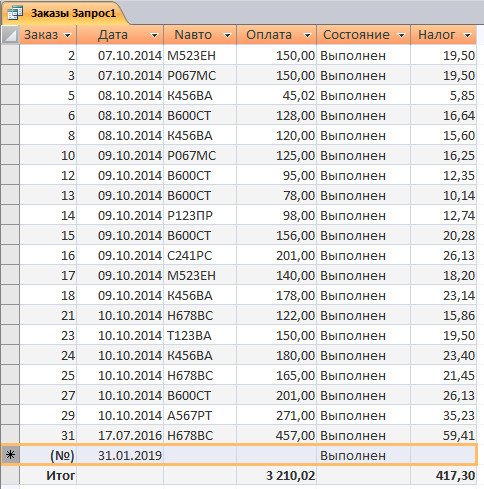 Заказы Запрос1
Заказ Дата Nавто Оплата Состояние Налог
2 07.10.2014 М523ЕН 150,00 Выполнен 19,50
3 07.10.2014 Р067МС 150,00 Выполнен 19,50
5 08.10.2014 К456ВА 45,02 Выполнен 5,85
6 08.10.2014 В600СТ 128,00 Выполнен 16,64
8 08.10.2014 К456ВА 120,00 Выполнен 15,60
10 09.10.2014 Р067МС 125,00 Выполнен 16,25
12 09.10.2014 В600СТ 95,00 Выполнен 12,35
13 09.10.2014 В600СТ 78,00 Выполнен 10,14
14 09.10.2014 Р123ПР 98,00 Выполнен 12,74
15 09.10.2014 В600СТ 156,00 Выполнен 20,28
16 09.10.2014 С241РС 201,00 Выполнен 26,13
17 09.10.2014 М523ЕН 140,00 Выполнен 18,20
18 09.10.2014 К456ВА 178,00 Выполнен 23,14
21 10.10.2014 Н678ВС 122,00 Выполнен 15,86
23 10.10.2014 Т123ВА 150,00 Выполнен 19,50
24 10.10.2014 К456ВА 180,00 Выполнен 23,40
25 10.10.2014 Н678ВС 165,00 Выполнен 21,45
27 10.10.2014 В600СТ 201,00 Выполнен 26,13
29 10.10.2014 А567РТ 271,00 Выполнен 35,23
31 17.07.2016 Н678ВС 457,00 Выполнен 59,41
(№) 31.01.2019 Выполнен
Итог 3 210,02 417,30